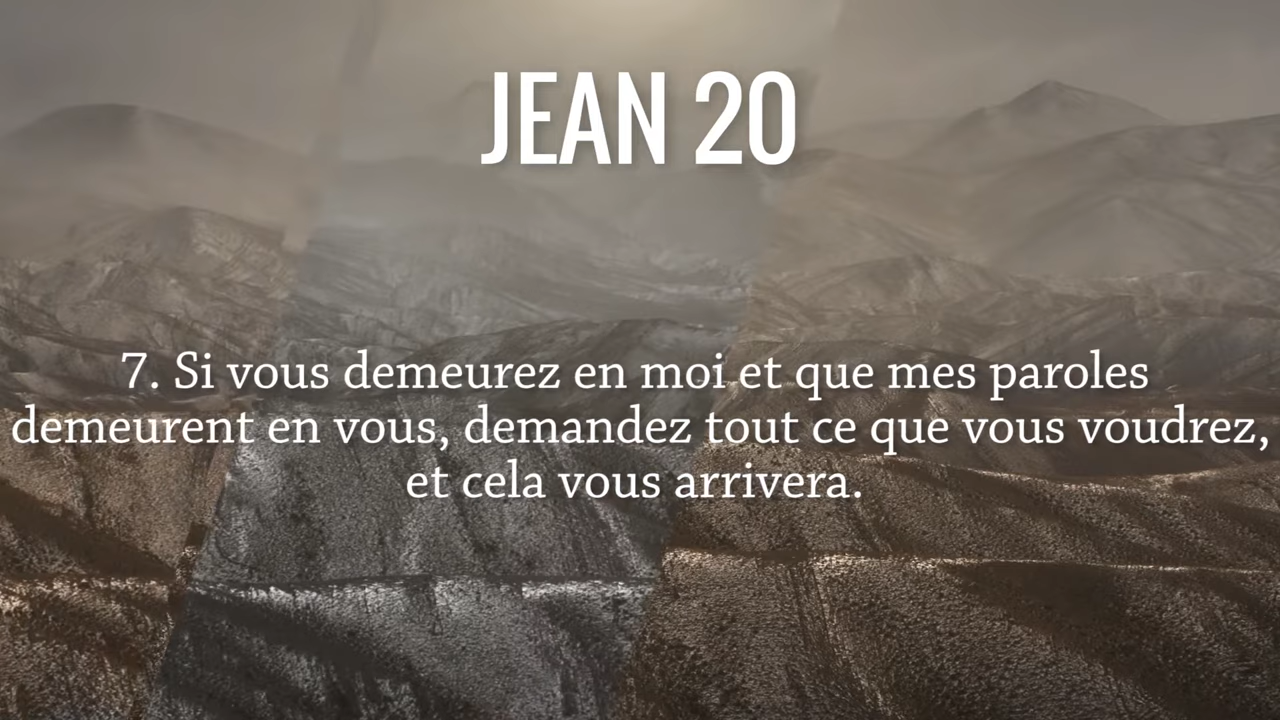 JEAN 20
7. Si vous demeurez en moi et que mes paroles
demeurent en vous, demandez tout ce que vous voudrez,
et cela vous arrivera.